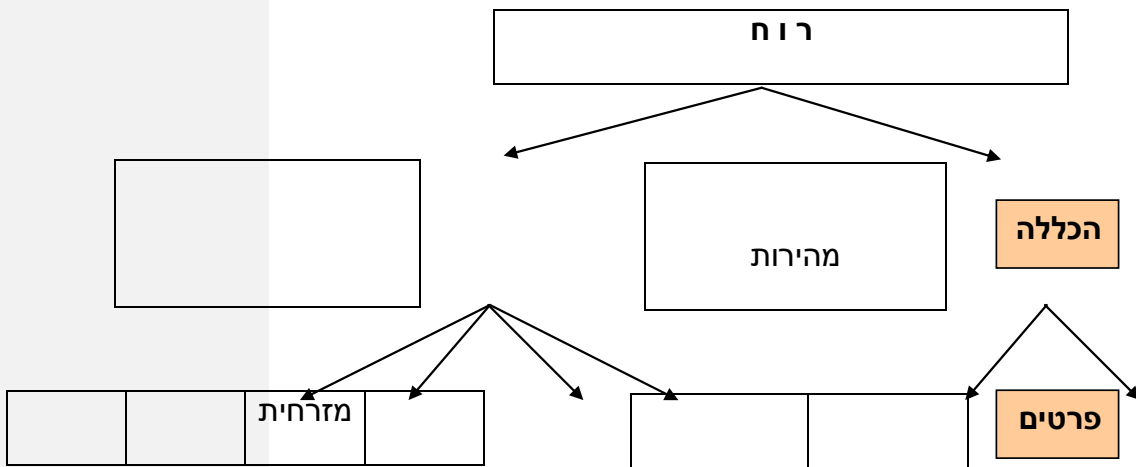 ר ו ח
הכללה
מהירות
פרטים
מזרחית